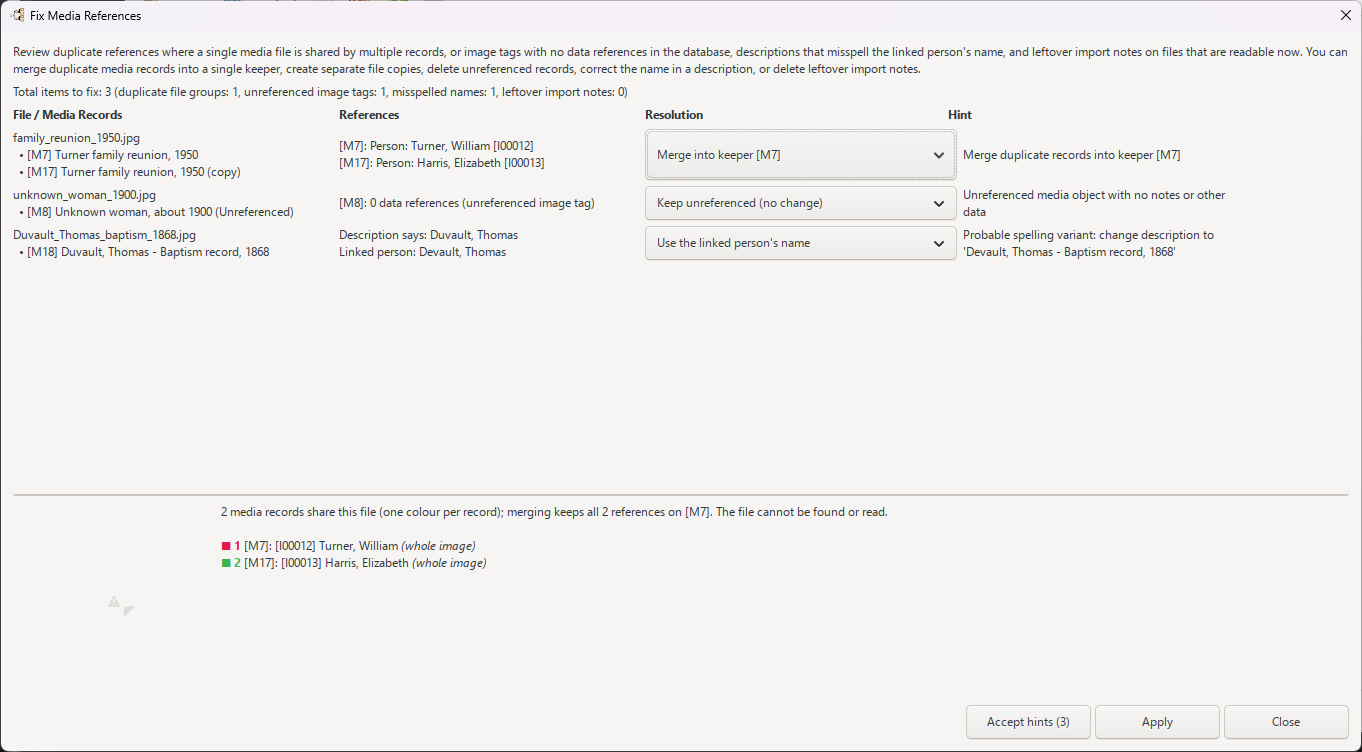 Fix Media References
Review duplicate references where a single media file is shared by multiple records, or image tags with no data references in the database, descriptions that misspell the linked person's name, and leftover import notes on files that are readable now. You can
merge duplicate media records into a single keeper, create separate file copies, delete unreferenced records, correct the name in a description, or delete leftover import notes.
Total items to fix: 3 (duplicate file groups: 1, unreferenced image tags: 1, misspelled names: 1, leftover import notes: 0)
File / Media Records References Resolution Hint
family_reunion_1950.jpg
• [M7] Turner family reunion, 1950
• [M17] Turner family reunion, 1950 (copy)
[M7]: Person: Turner, William [I00012]
[M17]: Person: Harris, Elizabeth [I00013]
Merge into keeper [M7]
Merge duplicate records into keeper [M7]
unknown_woman_1900.jpg
• [M8] Unknown woman, about 1900 (Unreferenced)
[M8]: 0 data references (unreferenced image tag)
Keep unreferenced (no change)
Unreferenced media object with no notes or other
data
Duvault_Thomas_baptism_1868.jpg
• [M18] Duvault, Thomas - Baptism record, 1868
Description says: Duvault, Thomas
Linked person: Devault, Thomas
Use the linked person's name
Probable spelling variant: change description to
'Devault, Thomas - Baptism record, 1868'
2 media records share this file (one colour per record); merging keeps all 2 references on [M7]. The file cannot be found or read.
1 [M7]: [I00012] Turner, William (whole image)
2 [M17]: [I00013] Harris, Elizabeth (whole image)
Accept hints (3) Apply Close